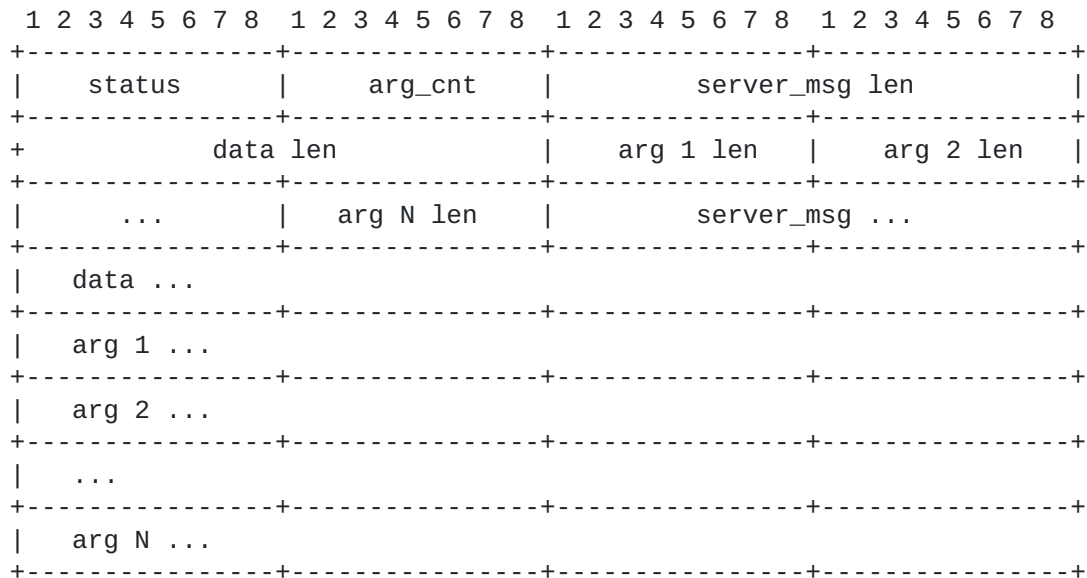 1 2 3 4 5 6 7 8  1 2 3 4 5 6 7 8  1 2 3 4 5 6 7 8  1 2 3 4 5 6 7 8
+----------------+----------------+----------------+----------------+
|    status      |    arg_cnt     |         server_msg len          |
+----------------+----------------+----------------+----------------+
+            data len             |    arg 1 len   |    arg 2 len   |
+----------------+----------------+----------------+----------------+
|      ...       |   arg N len    |         server_msg ...
+----------------+----------------+----------------+----------------+
|   data ...
+----------------+----------------+----------------+----------------+
|   arg 1 ...
+----------------+----------------+----------------+----------------+
|   arg 2 ...
+----------------+----------------+----------------+----------------+
|   ...
+----------------+----------------+----------------+----------------+
|   arg N ...
+----------------+----------------+----------------+----------------+